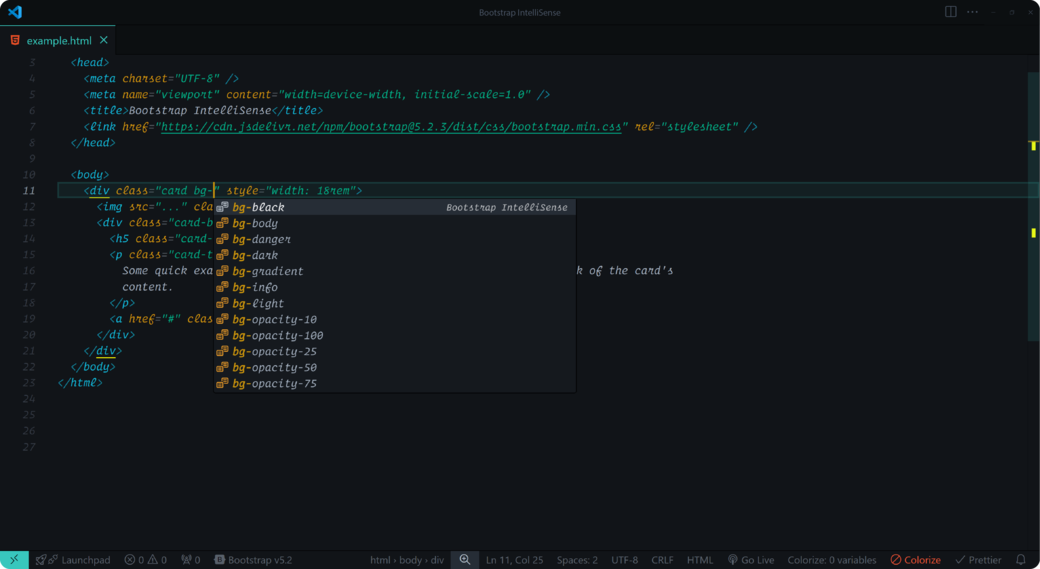 Bootstrap IntelliSense
example.html
3 <head>
4 <meta charset="UTF-8" />
5 <meta name="viewport" content="width=device-width, initial-scale=1.0" />
6 <title>Bootstrap IntelliSense</title>
7 <link href="https://cdn.jsdelivr.net/npm/bootstrap@5.2.3/dist/css/bootstrap.min.css" rel="stylesheet" />
8 </head>
9
10 <body>
11 <div class="card bg-" style="width: 18rem">
12 <img src="..." cla bg-black Bootstrap IntelliSense
13 <div class="card-b bg-body
14 <h5 class="card- bg-danger
15 <p class="card-t bg-dark
16 Some quick exa bg-gradient k of the card's
17 content. bg-info
18 </p> bg-light
19 <a href="#" clas bg-opacity-10
20 </div> bg-opacity-100
21 </div> bg-opacity-25
22 </body> bg-opacity-50
23 </html> bg-opacity-75
24
25
26
27
Launchpad 0 0 0 Bootstrap v5.2 html › body › div Ln 11, Col 25 Spaces: 2 UTF-8 CRLF HTML Go Live Colorize: 0 variables Colorize Prettier